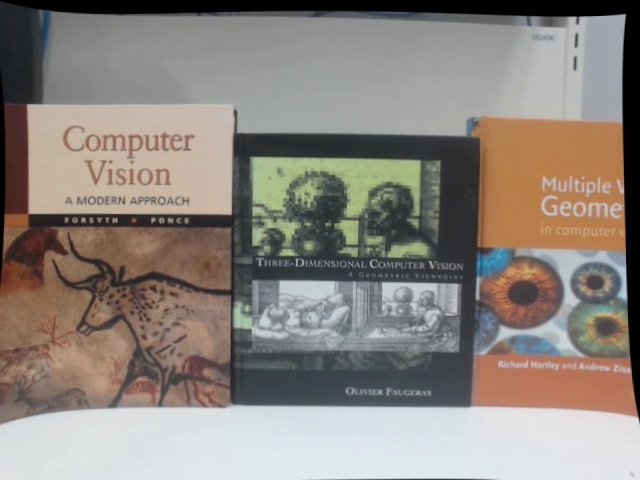 Computer
Vision
A MODERN APPROACH
FORSYTH PONCE
THREE-DIMENSIONAL COMPUTER VISION
A GEOMETRIC VIEWPOINT
OLIVIER FAUGERAS
Multiple V
Geome
in computer v
Richard Hartley and Andrew Ziss